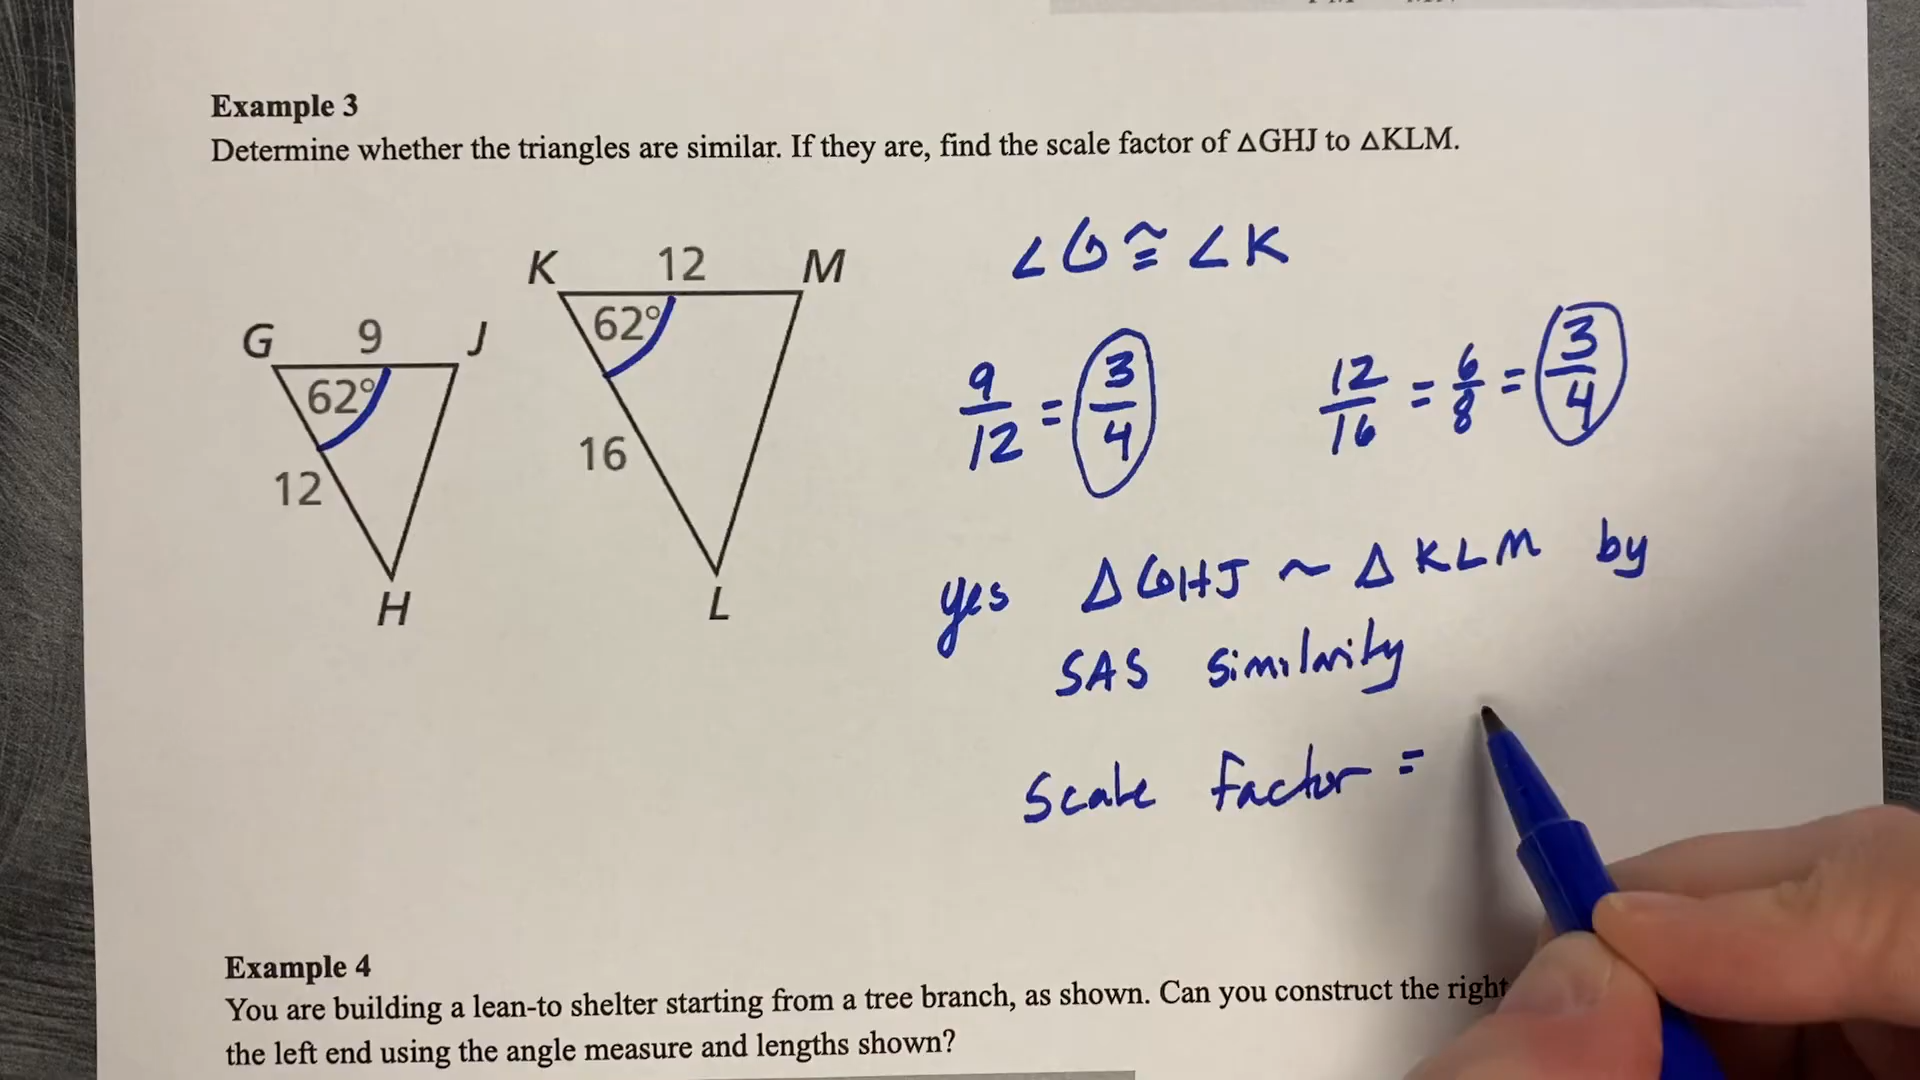 Example 3
Determine whether the triangles are similar. If they are, find the scale factor of △GHJ to △KLM.
∠G ≅ ∠K
K 12 M
62°
G 9 J
62°
16
12
H
L
9/12 = 3/4
12/16 = 6/8 = 3/4
yes △GHJ ~ △KLM by
SAS Similarity
Scale factor =
Example 4
You are building a lean-to shelter starting from a tree branch, as shown. Can you construct the right
the left end using the angle measure and lengths shown?